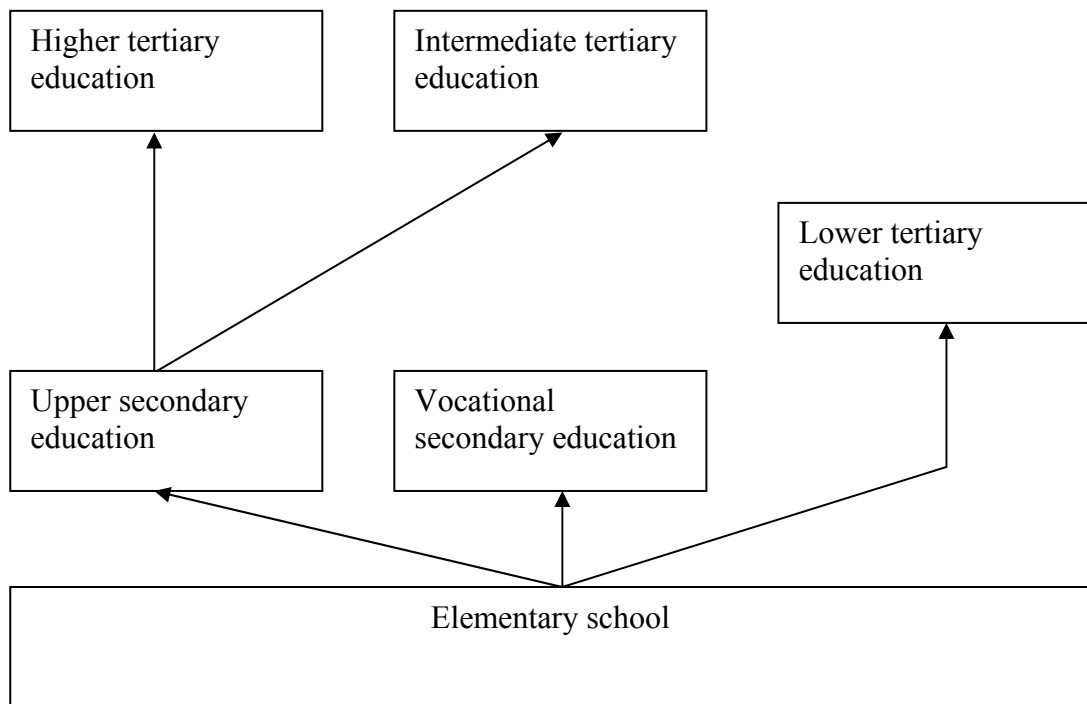 Higher tertiary
education
Intermediate tertiary
education
Lower tertiary
education
Upper secondary
education
Vocational
secondary education
Elementary school